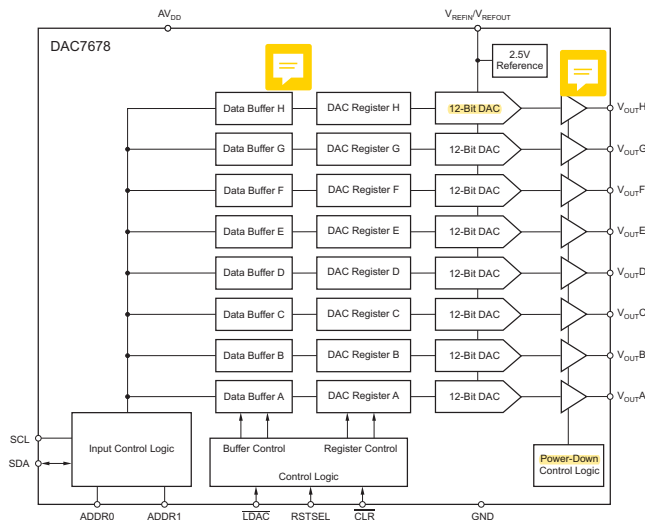 AVDD
VREFIN/VREFOUT
DAC7678
2.5V
Reference
Data Buffer H
DAC Register H
12-Bit DAC
VOUTH
Data Buffer G
DAC Register G
12-Bit DAC
VOUTG
Data Buffer F
DAC Register F
12-Bit DAC
VOUTF
Data Buffer E
DAC Register E
12-Bit DAC
VOUTE
Data Buffer D
DAC Register D
12-Bit DAC
VOUTD
Data Buffer C
DAC Register C
12-Bit DAC
VOUTC
Data Buffer B
DAC Register B
12-Bit DAC
VOUTB
Data Buffer A
DAC Register A
12-Bit DAC
VOUTA
SCL
SDA
Input Control Logic
Buffer Control
Register Control
Control Logic
Power-Down
Control Logic
ADDR0
ADDR1
LDAC
RSTSEL
CLR
GND